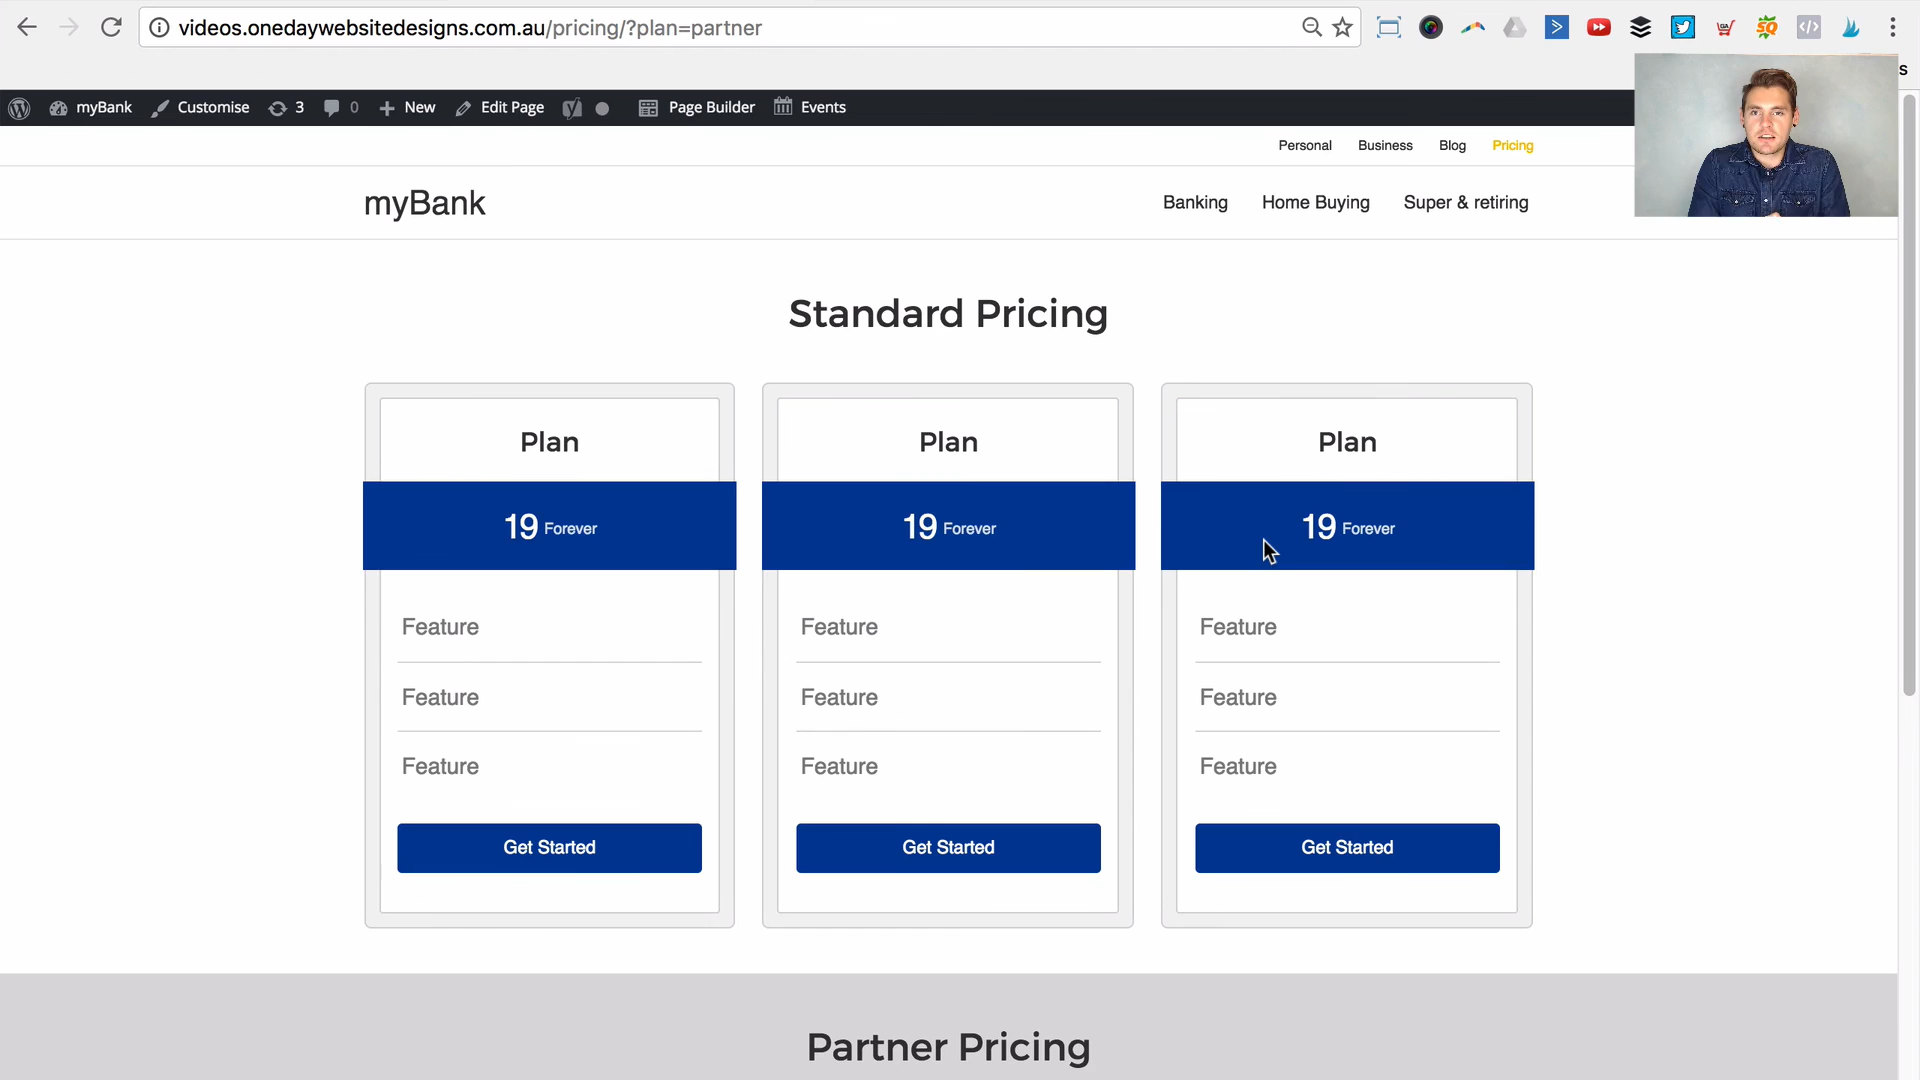 videos.onedaywebsitedesigns.com.au/pricing/?plan=partner
s
myBank Customise 3 0 New Edit Page Page Builder Events
Personal Business Blog Pricing
myBank Banking Home Buying Super & retiring
Standard Pricing
Plan Plan Plan
19 Forever 19 Forever 19 Forever
Feature Feature Feature
Feature Feature Feature
Feature Feature Feature
Get Started Get Started Get Started
Partner Pricing